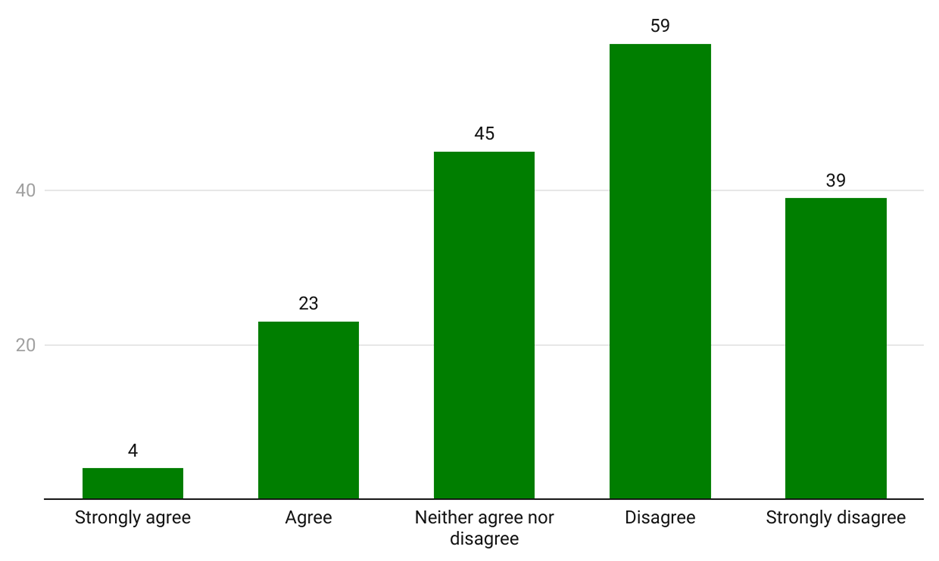 59
45
40
39
23
20
4
Strongly agree
Agree
Neither agree nor
disagree
Disagree
Strongly disagree